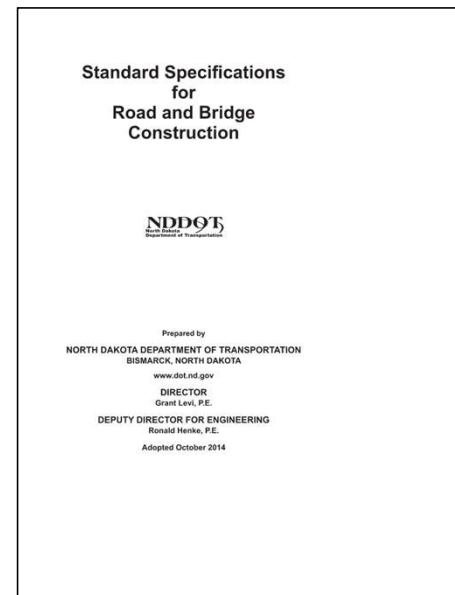 Standard Specifications
for
Road and Bridge
Construction
NDDOT
North Dakota
Department of Transportation
Prepared by
NORTH DAKOTA DEPARTMENT OF TRANSPORTATION
BISMARCK, NORTH DAKOTA
www.dot.nd.gov
DIRECTOR
Grant Levi, P.E.
DEPUTY DIRECTOR FOR ENGINEERING
Ronald Henke, P.E.
Adopted October 2014